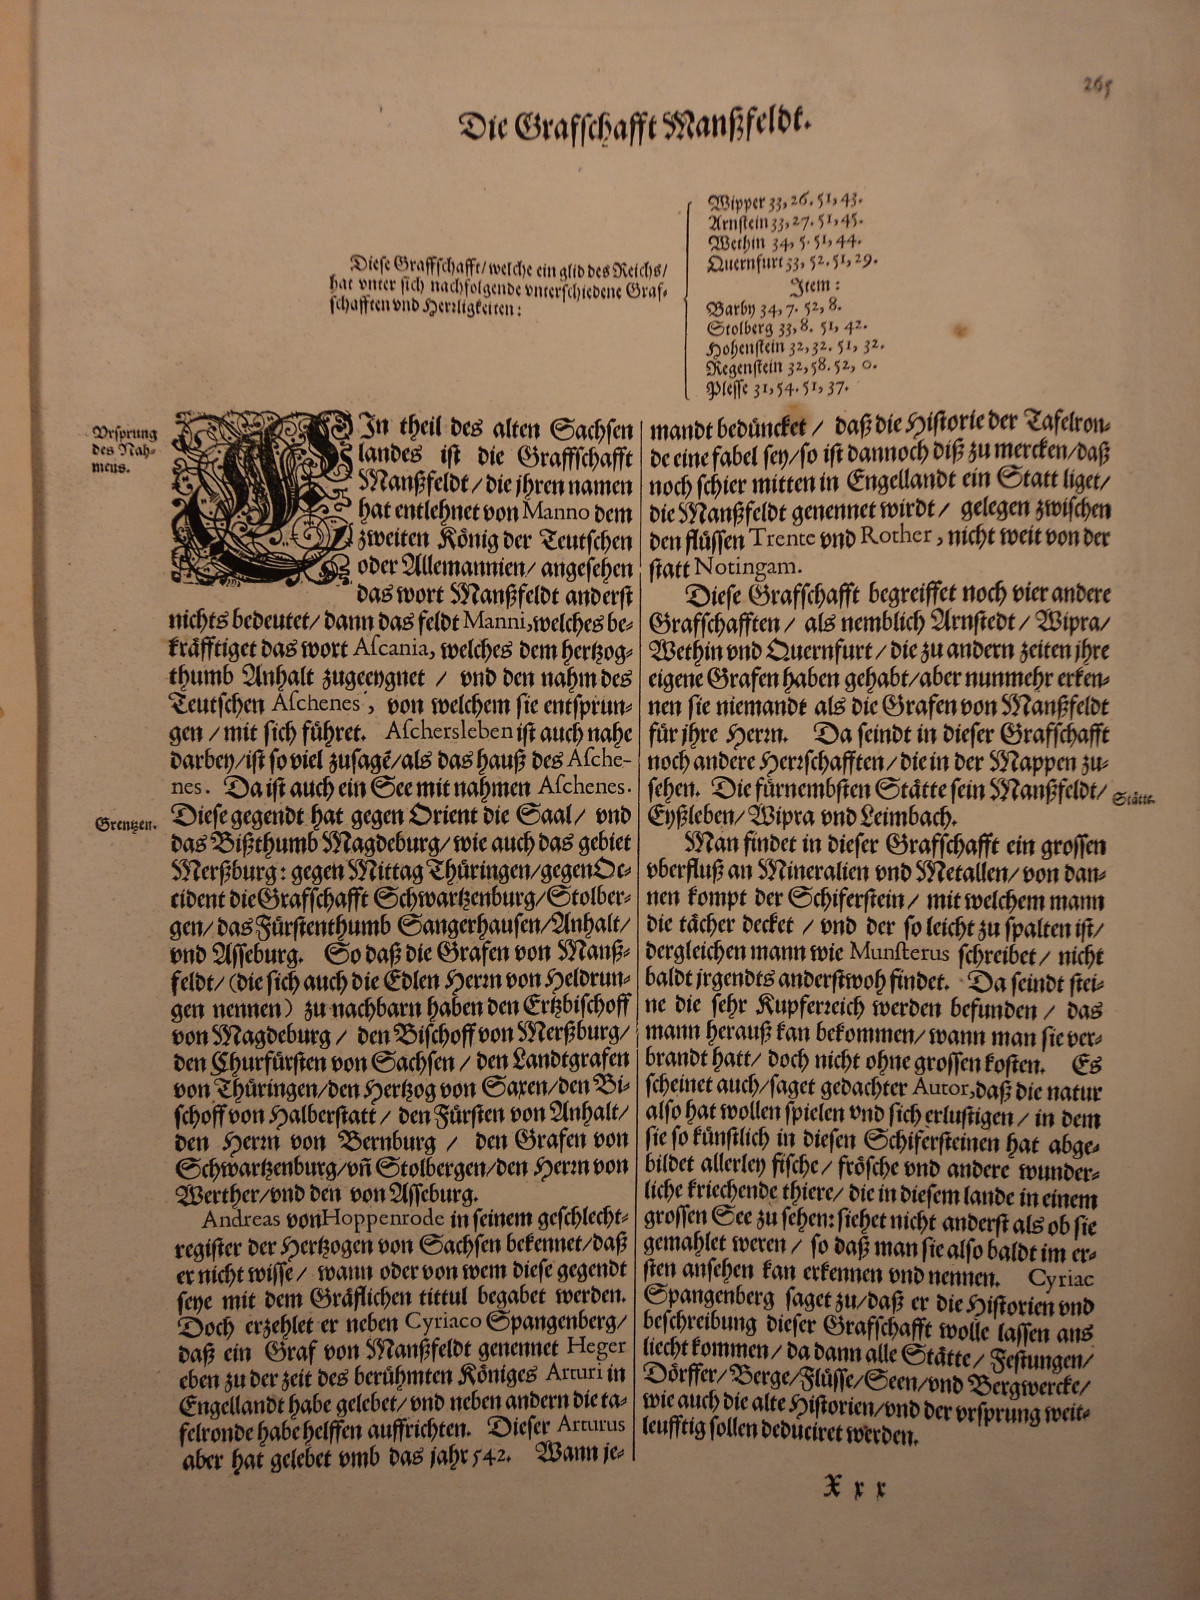 265
Die Grafschafft Manßfeldt.
Diese Graffschafft/ welche ein glid des Reichs/
hat vnter sich nachfolgende vnterschiedene Graf-
schafften vnd Herrligkeiten:
Wipper 33, 26. 51, 43.
Arnstein 33, 27. 51, 45.
Wethin 34, 5. 51, 44.
Quernfurt 33, 52. 51, 29.
Item:
Barby 34, 7. 52, 8.
Stolberg 33, 8. 51, 42.
Hohenstein 32, 32. 51, 32.
Regenstein 32, 58. 52, 0.
Plesse 31, 54. 51, 37.
Vrsprung
des Nah-
mens.
EIn theil des alten Sachsen
landes ist die Graffschafft
Manßfeldt/ die jhren namen
hat entlehnet von Manno dem
zweiten König der Teutschen
oder Allemannien/ angesehen
das wort Manßfeldt anderst
nichts bedeutet/ dann das feldt Manni, welches be-
kräfftiget das wort Ascania, welches dem hertzog-
thumb Anhalt zugeeygnet / vnd den nahm des
Teutschen Aschenes, von welchem sie entsprun-
gen / mit sich führet. Aschersleben ist auch nahe
darbey/ ist so viel zusagẽ/ als das hauß des Asche-
nes. Da ist auch ein See mit nahmen Aschenes.
Grentzen.
Diese gegendt hat gegen Orient die Saal/ vnd
das Bißthumb Magdeburg/ wie auch das gebiet
Merßburg: gegen Mittag Thüringen/ gegen Oc-
cident die Grafschafft Schwartzenburg/ Stolber-
gen/ das Fürstenthumb Sangerhausen/ Anhalt/
vnd Asseburg. So daß die Grafen von Manß-
feldt/ (die sich auch die Edlen Herrn von Heldrun-
gen nennen) zu nachbarn haben den Ertzbischoff
von Magdeburg / den Bischoff von Merßburg/
den Churfürsten von Sachsen / den Landtgrafen
von Thüringen/ den Hertzog von Saxen/ den Bi-
schoff von Halberstatt / den Fürsten von Anhalt/
den Herrn von Bernburg / den Grafen von
Schwartzenburg/ vñ Stolbergen/ den Herrn von
Werther/ vnd den von Asseburg.
Andreas von Hoppenrode in seinem geschlecht-
register der Hertzogen von Sachsen bekennet/ daß
er nicht wisse/ wann oder von wem diese gegendt
seye mit dem Gräflichen tittul begabet werden.
Doch erzehlet er neben Cyriaco Spangenberg/
daß ein Graf von Manßfeldt genennet Heger
eben zu der zeit des berühmten Königes Arturi in
Engellandt habe gelebet/ vnd neben andern die ta-
felronde habe helffen auffrichten. Dieser Arturus
aber hat gelebet vmb das jahr 542. Wann je-
mandt bedüncket / daß die Historie der Tafelron-
de eine fabel sey/ so ist dannoch diß zu mercken/ daß
noch schier mitten in Engellandt ein Statt liget/
die Manßfeldt genennet wirdt / gelegen zwischen
den flüssen Trente vnd Rother, nicht weit von der
statt Notingam.
Diese Grafschafft begreiffet noch vier andere
Grafschafften / als nemblich Arnstedt / Wipra/
Wethin vnd Quernfurt / die zu andern zeiten jhre
eigene Grafen haben gehabt/ aber nunmehr erken-
nen sie niemandt als die Grafen von Manßfeldt
für jhre Herrn. Da seindt in dieser Grafschafft
noch andere Herrschafften / die in der Mappen zu-
sehen. Die fürnembsten Stätte sein Manßfeldt/
Stätte.
Eyßleben/ Wipra vnd Leimbach.
Man findet in dieser Grafschafft ein grossen
vberfluß an Mineralien vnd Metallen/ von dan-
nen kompt der Schiferstein / mit welchem mann
die tächer decket / vnd der so leicht zu spalten ist/
dergleichen mann wie Munsterus schreibet/ nicht
baldt jrgendts anderstwoh findet. Da seindt stei-
ne die sehr Kupferreich werden befunden / das
mann herauß kan bekommen/ wann man sie ver-
brandt hatt/ doch nicht ohne grossen kosten. Es
scheinet auch/ saget gedachter Autor, daß die natur
also hat wollen spielen vnd sich erlustigen / in dem
sie so künstlich in diesen Schifersteinen hat abge-
bildet allerley fische/ frösche vnd andere wunder-
liche kriechende thiere/ die in diesem lande in einem
grossen See zu sehen: siehet nicht anderst als ob sie
gemahlet weren / so daß man sie also baldt im er-
sten ansehen kan erkennen vnd nennen. Cyriac
Spangenberg saget zu/ daß er die Historien vnd
beschreibung dieser Grafschafft wolle lassen ans
liecht kommen/ da dann alle Stätte/ Festungen/
Dörffer/ Berge/ Flüsse/ Seen/ vnd Bergwercke/
wie auch die alte Historien/ vnd der vrsprung weit-
leufftig sollen deduciret werden.
X x x